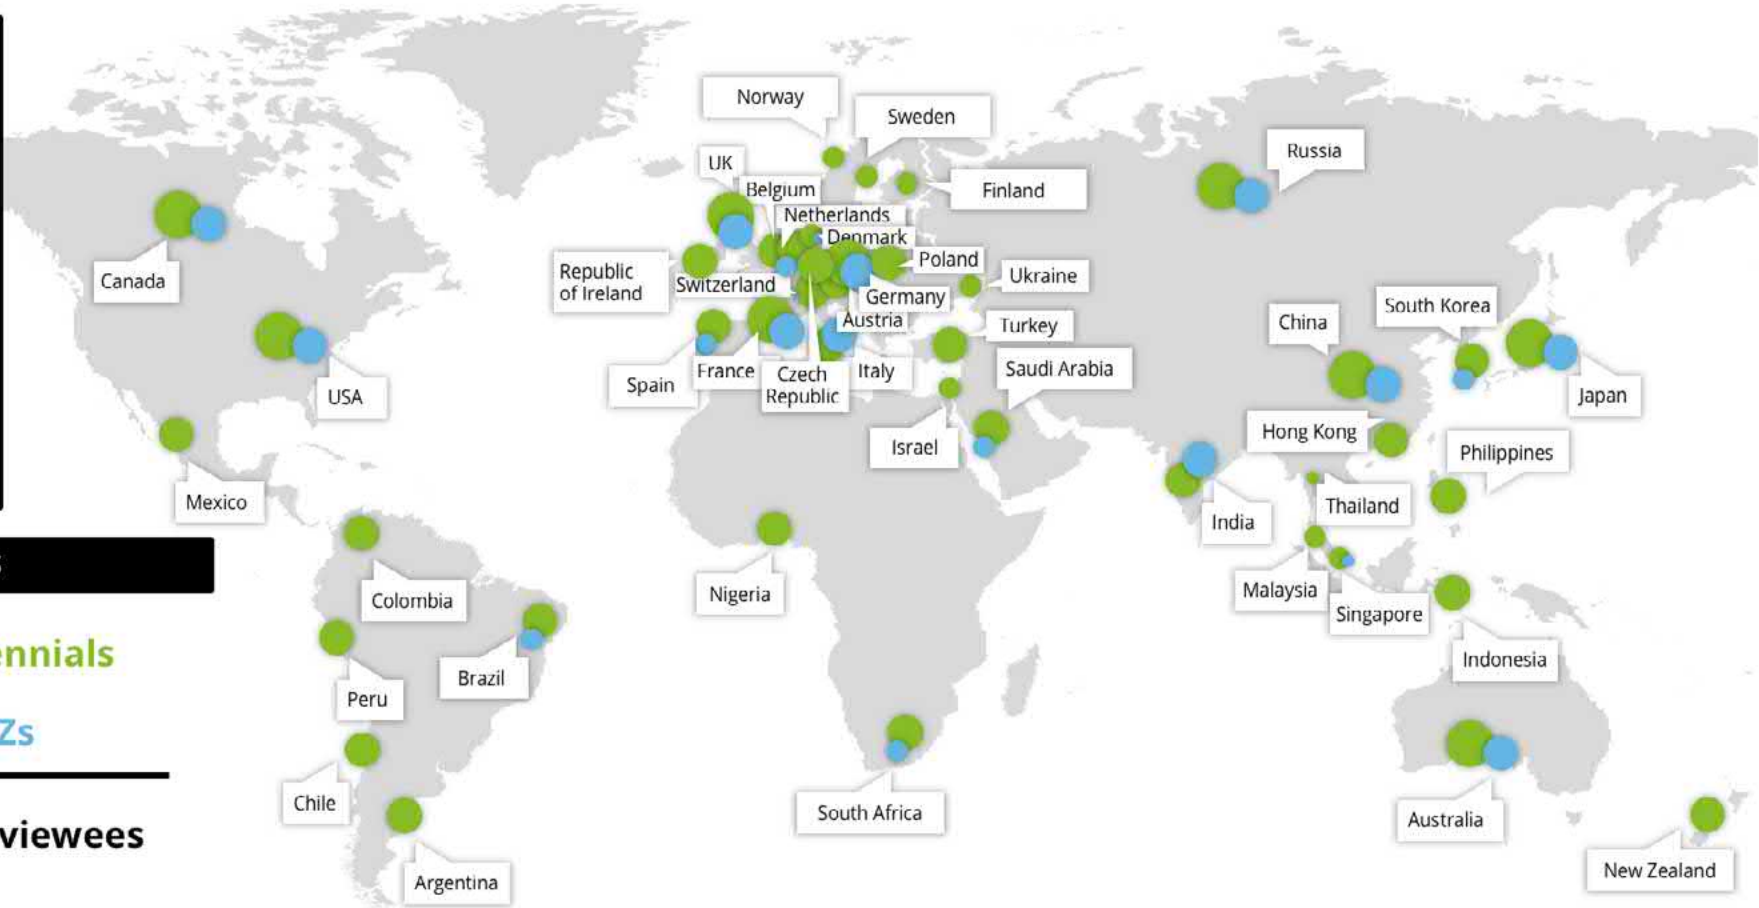 Norway
Sweden
Russia
UK
Belgium
Finland
Netherlands
Denmark
Poland
Republic
of Ireland
Switzerland
Ukraine
Canada
Germany
South Korea
Austria
China
Turkey
Saudi Arabia
France
Czech
Republic
Italy
Spain
USA
Japan
Israel
Hong Kong
Philippines
Mexico
Thailand
India
Nigeria
Malaysia
Colombia
Singapore
ennials
Indonesia
Brazil
Peru
Zs
Chile
South Africa
Australia
viewees
New Zealand
Argentina